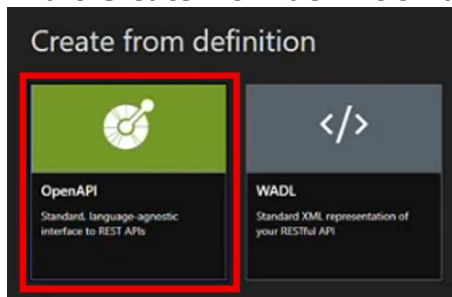 Create from definition
</>
OpenAPI
Standard, language-agnostic
interface to REST APIs
WADL
Standard XML representation of
your RESTful API